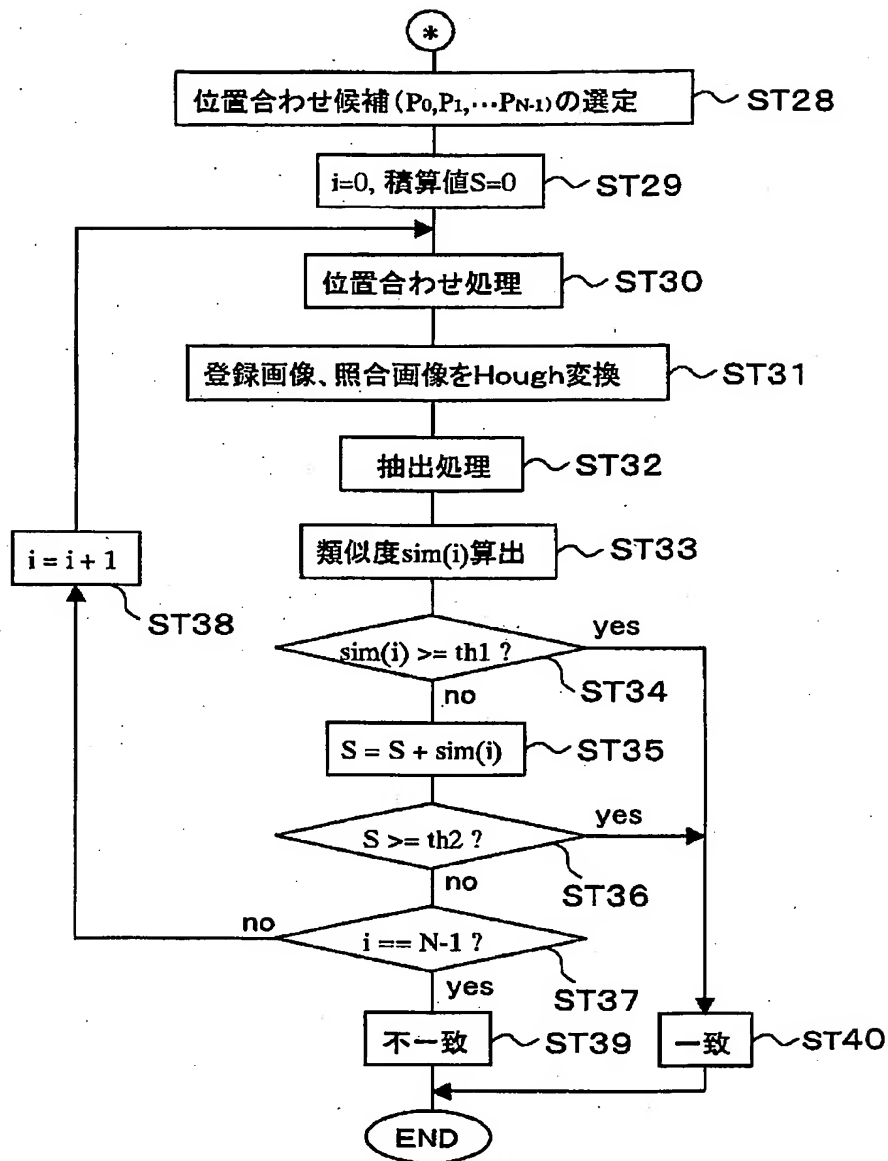 *
位置合わせ候補(P0,P1,…PN-1)の選定
ST28
i=0, 積算値S=0
ST29
位置合わせ処理
ST30
登録画像、照合画像をHough変換
ST31
抽出処理
ST32
類似度sim(i)算出
ST33
i = i + 1
ST38
sim(i) >= th1 ?
yes
ST34
no
S = S + sim(i)
ST35
S >= th2 ?
yes
ST36
no
i == N-1 ?
no
ST37
yes
不一致
ST39
一致
ST40
END